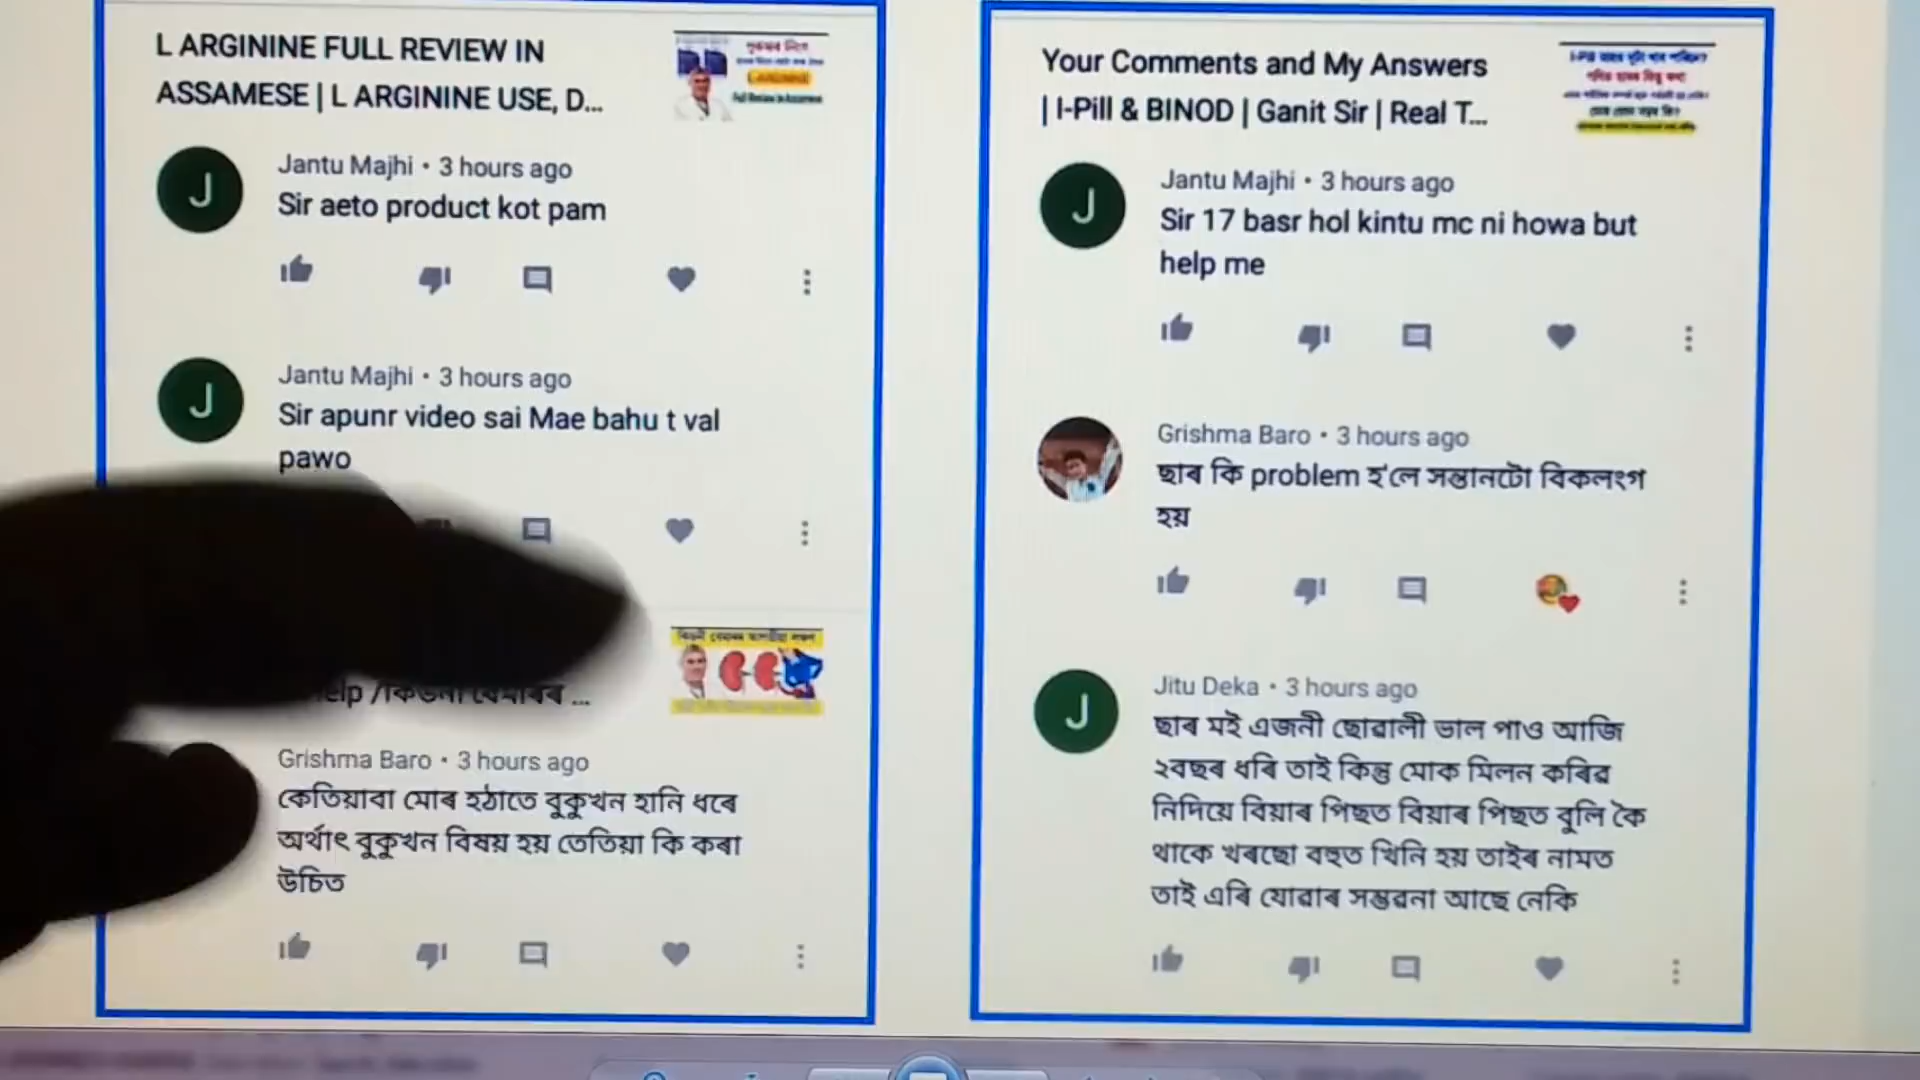 L ARGININE FULL REVIEW IN
ASSAMESE | L ARGININE USE, D...
Jantu Majhi • 3 hours ago
Sir aeto product kot pam
Jantu Majhi • 3 hours ago
Sir apunr video sai Mae bahu t val
pawo
elp /কিডনী বেমাৰৰ ...
Grishma Baro • 3 hours ago
কেতিয়াবা মোৰ হঠাতে বুকুখন হানি ধৰে
অৰ্থাৎ বুকুখন বিষয় হয় তেতিয়া কি কৰা
উচিত
Your Comments and My Answers
| I-Pill & BINOD | Ganit Sir | Real T...
Jantu Majhi • 3 hours ago
Sir 17 basr hol kintu mc ni howa but
help me
Grishma Baro • 3 hours ago
ছাৰ কি problem হ'লে সন্তানটো বিকলংগ
হয়
Jitu Deka • 3 hours ago
ছাৰ মই এজনী ছোৱালী ভাল পাও আজি
২বছৰ ধৰি তাই কিন্তু মোক মিলন কৰিব
নিদিয়ে বিয়াৰ পিছত বিয়াৰ পিছত বুলি কৈ
থাকে খৰছো বহুত খিনি হয় তাইৰ নামত
তাই এৰি যোৱাৰ সম্ভৱনা আছে নেকি